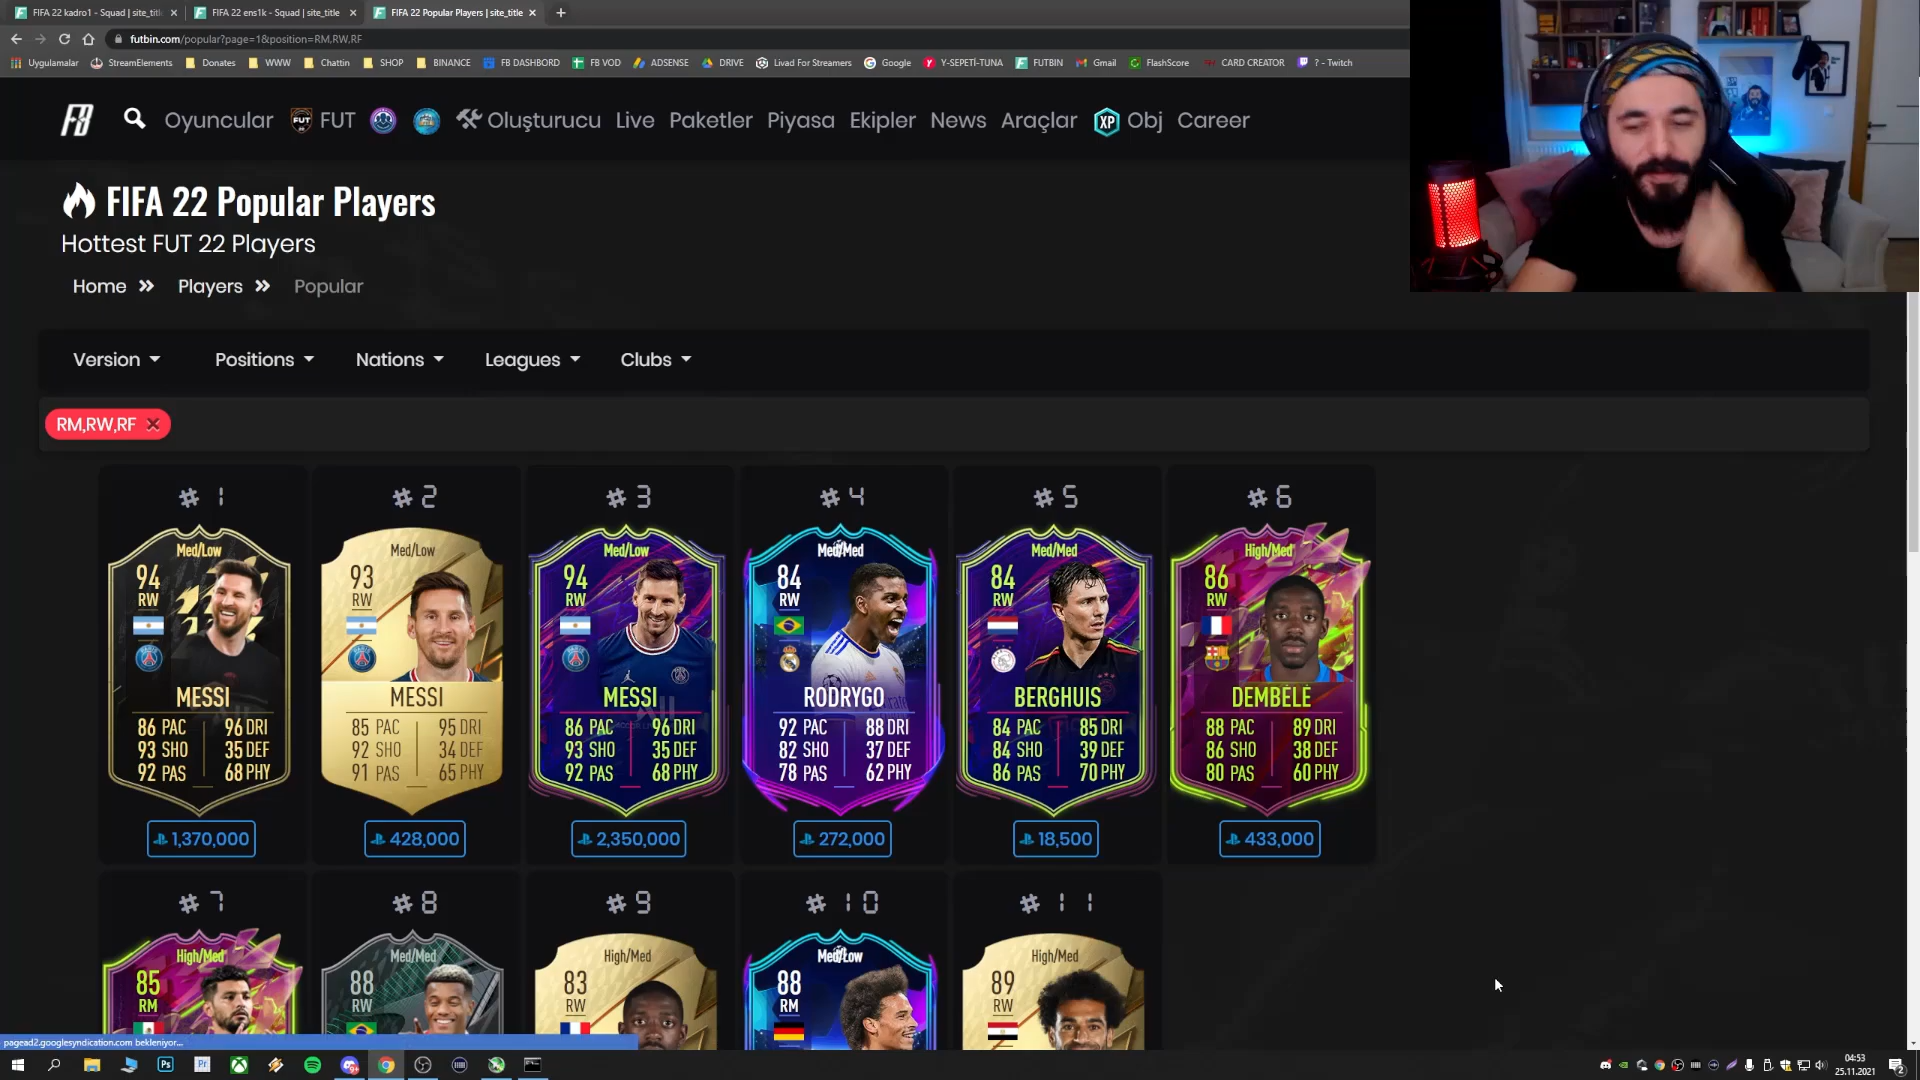 FIFA 22 kadro1 - Squad | site_titl
FIFA 22 ens1k - Squad | site_title
FIFA 22 Popular Players | site_title
futbin.com/popular?page=1&position=RM,RW,RF
Uygulamalar StreamElements Donates WWW Chattin SHOP BINANCE FB DASHBORD FB VOD ADSENSE DRIVE Livad For Streamers Google Y-SEPETİ-TUNA FUTBIN Gmail FlashScore CARD CREATOR ? - Twitch
Oyuncular FUT Oluşturucu Live Paketler Piyasa Ekipler News Araçlar XP Obj Career
FIFA 22 Popular Players
Hottest FUT 22 Players
Home » Players » Popular
Version Positions Nations Leagues Clubs
RM,RW,RF ×
# 1
Med/Low
94
RW
MESSI
86 PAC 96 DRI
93 SHO 35 DEF
92 PAS 68 PHY
1,370,000
# 2
Med/Low
93
RW
MESSI
85 PAC 95 DRI
92 SHO 34 DEF
91 PAS 65 PHY
428,000
# 3
Med/Low
94
RW
MESSI
86 PAC 96 DRI
93 SHO 35 DEF
92 PAS 68 PHY
2,350,000
# 4
Med/Med
84
RW
RODRYGO
92 PAC 88 DRI
82 SHO 37 DEF
78 PAS 62 PHY
272,000
# 5
Med/Med
84
RW
BERGHUIS
84 PAC 85 DRI
84 SHO 39 DEF
86 PAS 70 PHY
18,500
# 6
High/Med
86
RW
DEMBÉLÉ
88 PAC 89 DRI
86 SHO 38 DEF
80 PAS 60 PHY
433,000
# 7
High/Med
85
RM
# 8
Med/Med
88
RW
# 9
High/Med
83
RW
# 10
Med/Low
88
RM
# 11
High/Med
89
RW
pagead2.googlesyndication.com bekleniyor...
Ps
Pr
04:53
25.11.2021